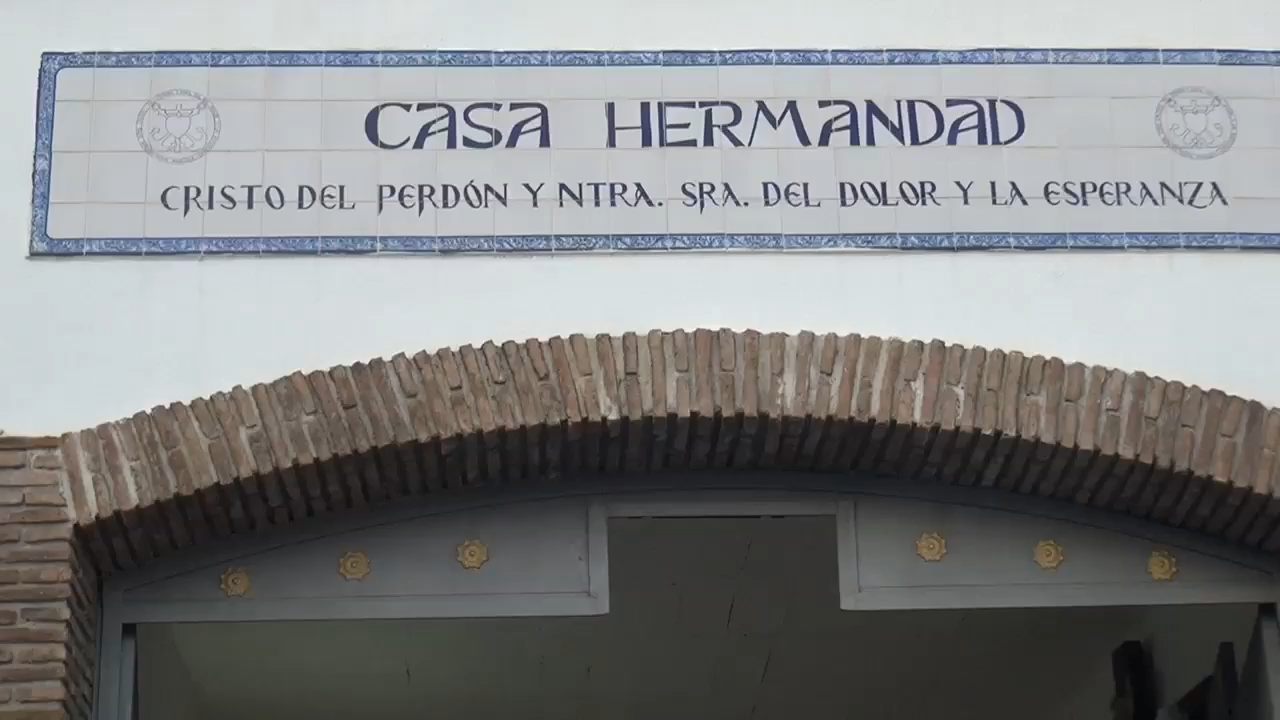 CASA HERMANDAD
CRISTO DEL PERDÓN Y NTRA. SRA. DEL DOLOR Y LA ESPERANZA